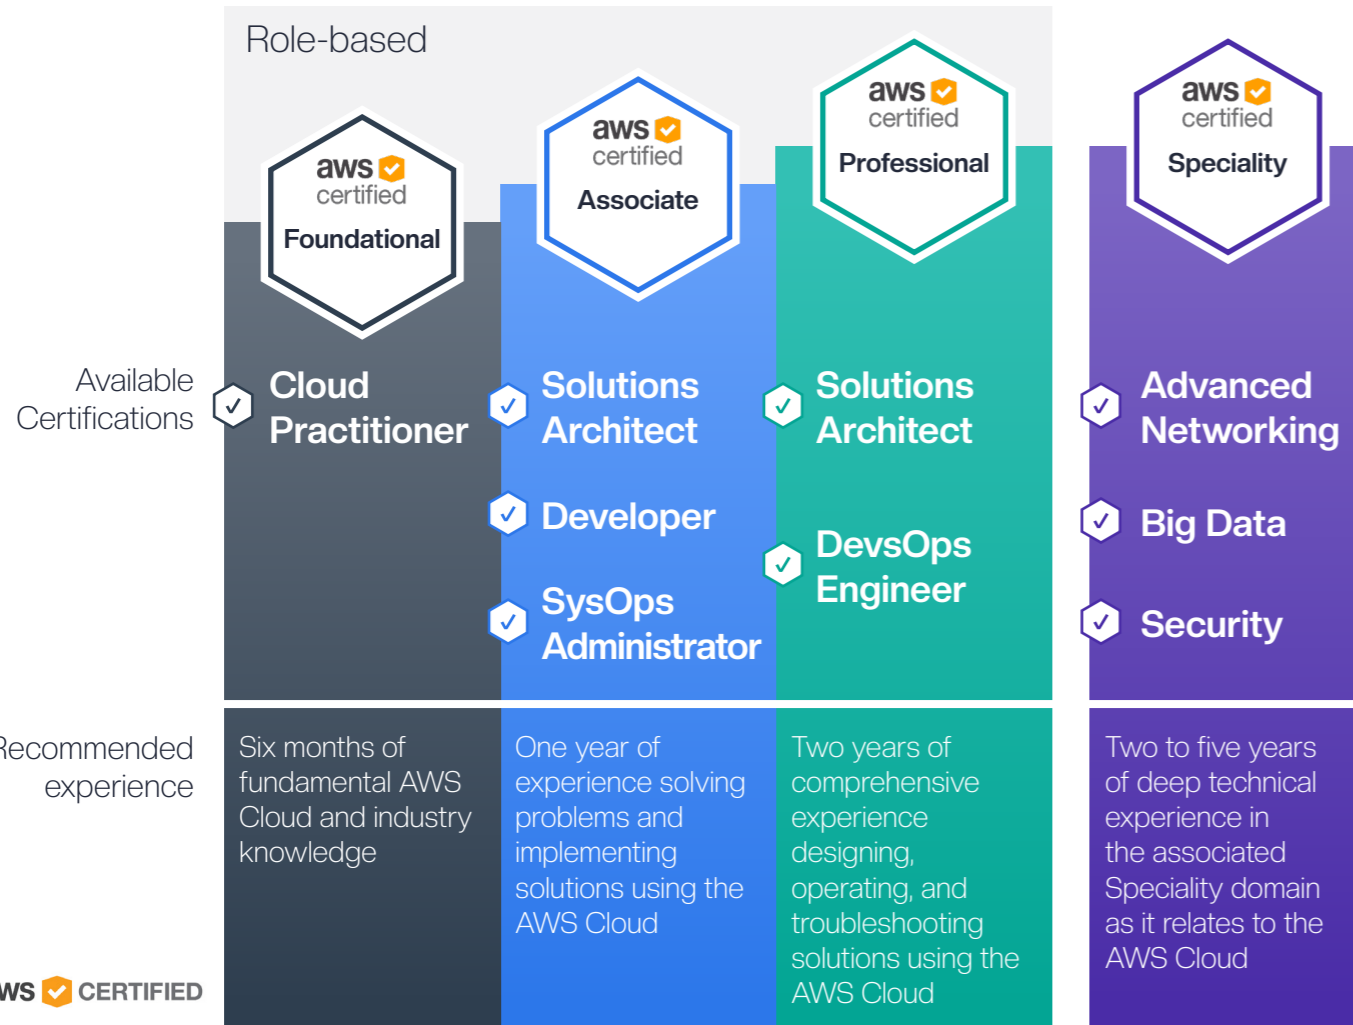 Role-based
aws
certified
Foundational
aws
certified
Associate
aws
certified
Professional
aws
certified
Speciality
Available
Certifications
Cloud
Practitioner
Solutions
Architect
Developer
SysOps
Administrator
Solutions
Architect
DevsOps
Engineer
Advanced
Networking
Big Data
Security
Recommended
experience
Six months of
fundamental AWS
Cloud and industry
knowledge
One year of
experience solving
problems and
implementing
solutions using the
AWS Cloud
Two years of
comprehensive
experience
designing,
operating, and
troubleshooting
solutions using the
AWS Cloud
Two to five years
of deep technical
experience in
the associated
Speciality domain
as it relates to the
AWS Cloud
WS CERTIFIED